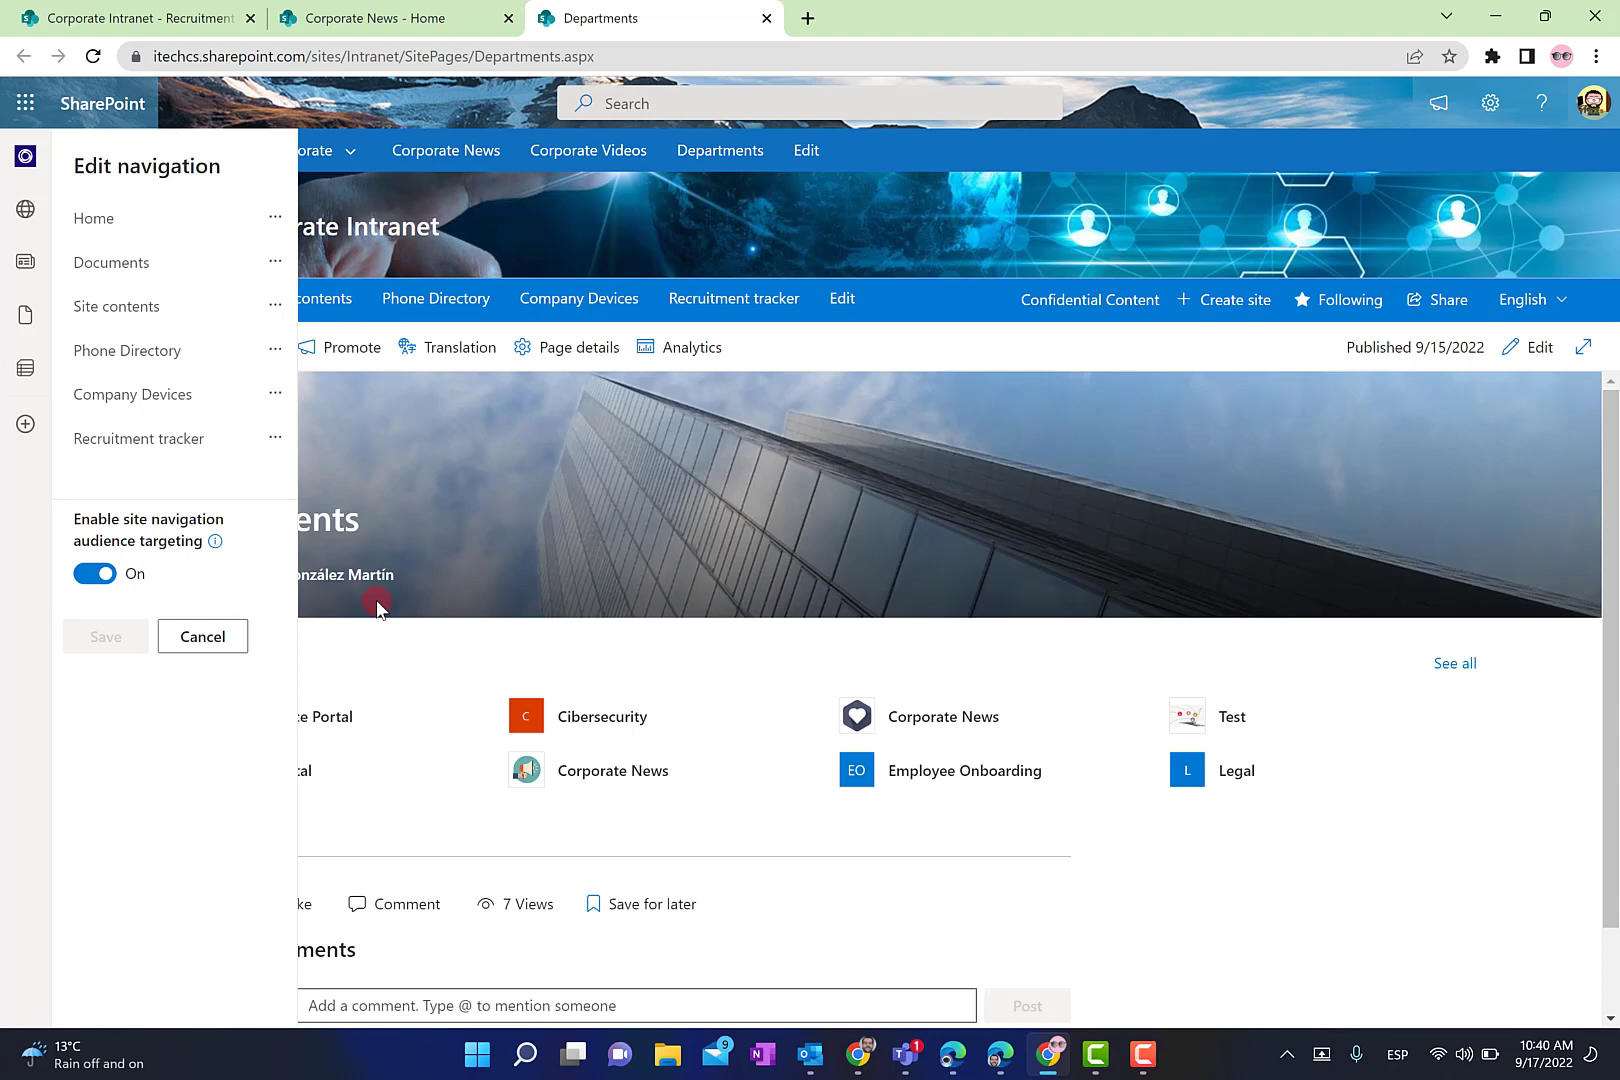 Corporate Intranet - Recruitment
Corporate News - Home
Departments
itechcs.sharepoint.com/sites/Intranet/SitePages/Departments.aspx
SharePoint
Search
Edit navigation
Home
Documents
Site contents
Phone Directory
Company Devices
Recruitment tracker
Enable site navigation
audience targeting
On
Save
Cancel
orate
Corporate News
Corporate Videos
Departments
Edit
rate Intranet
contents
Phone Directory
Company Devices
Recruitment tracker
Edit
Confidential Content
Create site
Following
Share
English
Promote
Translation
Page details
Analytics
Published 9/15/2022
Edit
ents
onzález Martín
See all
ce Portal
C
Cibersecurity
Corporate News
Test
tal
Corporate News
EO
Employee Onboarding
L
Legal
ke
Comment
7 Views
Save for later
ments
Add a comment. Type @ to mention someone
Post
13°C
Rain off and on
9
N
1
ESP
10:40 AM
9/17/2022